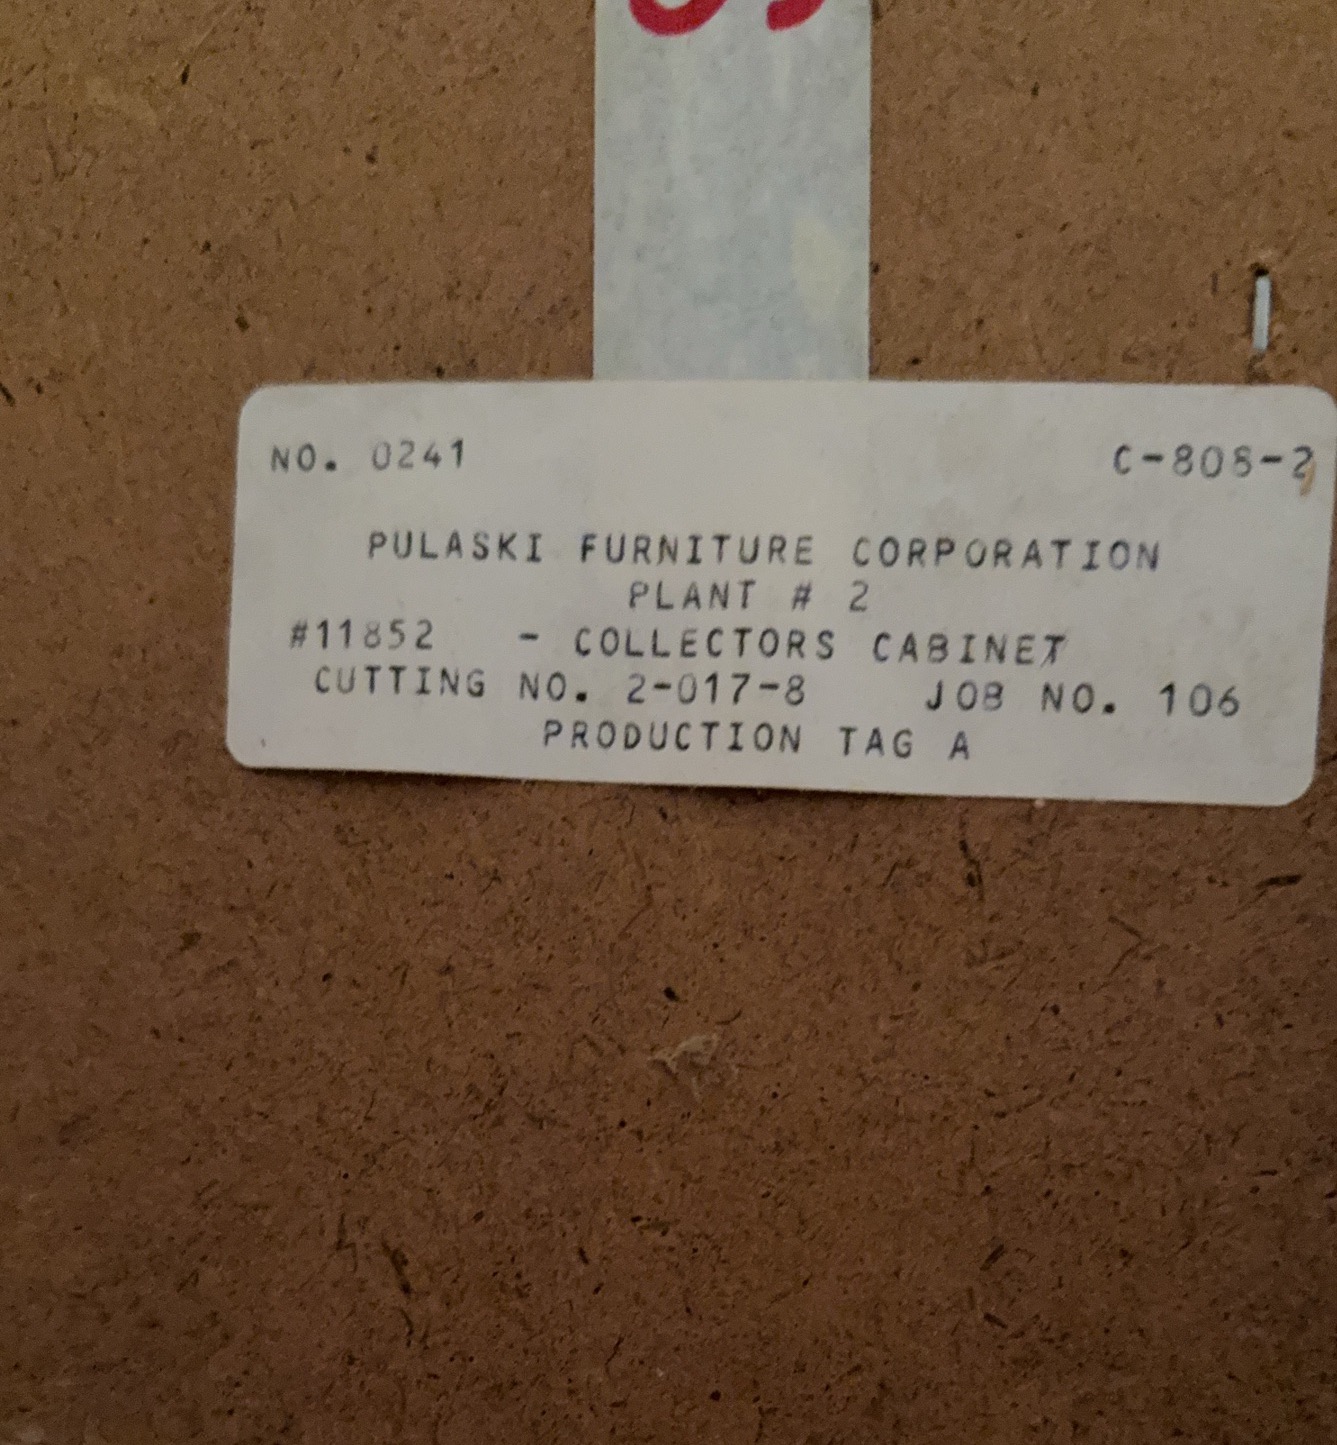 NO. 0241 C-808-2
PULASKI FURNITURE CORPORATION
PLANT # 2
#11852 - COLLECTORS CABINET
CUTTING NO. 2-017-8 JOB NO. 106
PRODUCTION TAG A